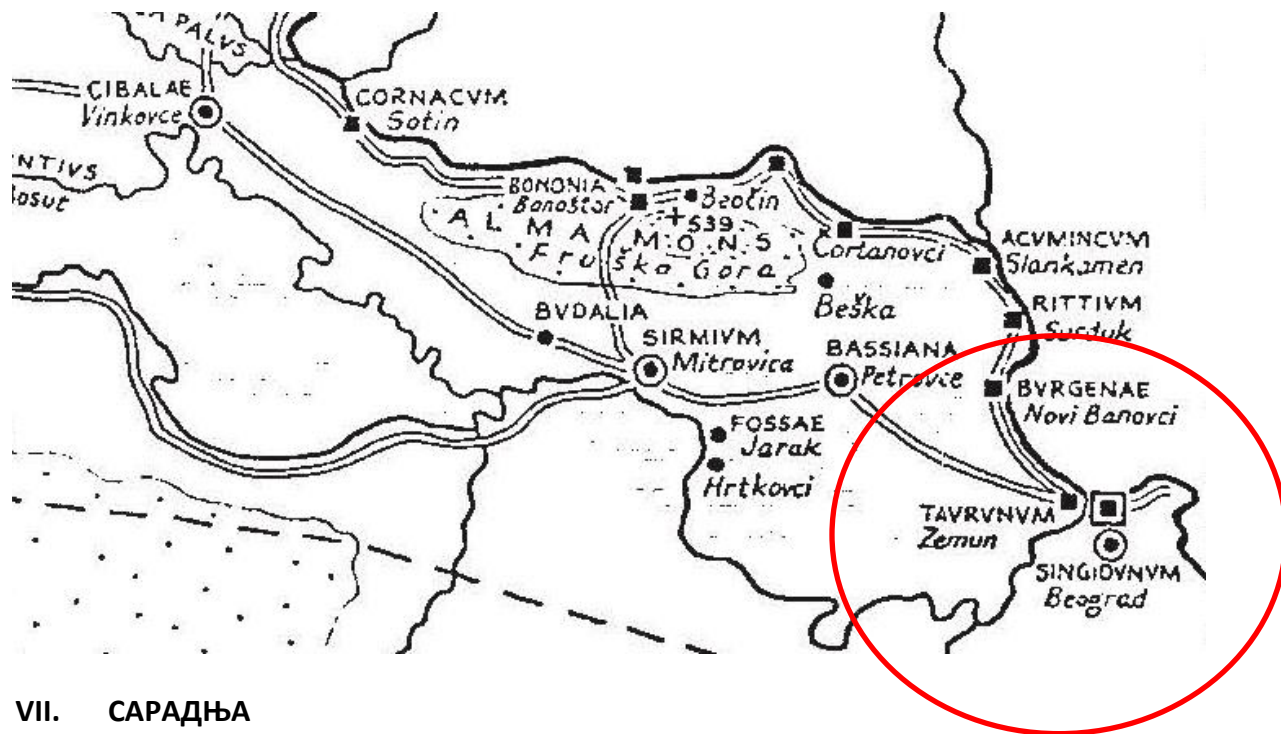 PALVS
CIBALAE
Vinkovce
CORNACVM
Sotin
NTIVS
Bosut
BONONIA
Banoštor
Beočin
539
ALMA MONS
Fruška Gora
Čortanovci
ACVMINCVM
Slankamen
Beška
RITTIVM
Surduk
BVDALIA
SIRMIVM
Mitrovica
BASSIANA
Petrovce
BVRGENAE
Novi Banovci
FOSSAE
Jarak
Hrtkovci
TAVRVNVM
Zemun
SINGIDVNVM
Beograd
VII. САРАДЊА